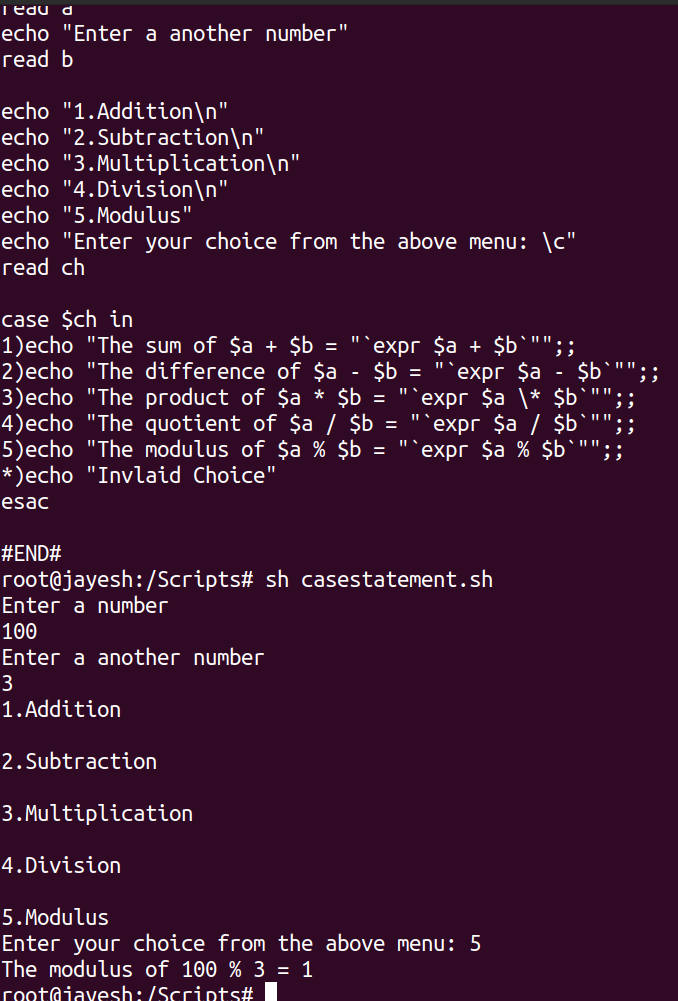 read a
echo "Enter a another number"
read b
echo "1.Addition\n"
echo "2.Subtraction\n"
echo "3.Multiplication\n"
echo "4.Division\n"
echo "5.Modulus"
echo "Enter your choice from the above menu: \c"
read ch
case $ch in
1)echo "The sum of $a + $b = "`expr $a + $b`"";;
2)echo "The difference of $a - $b = "`expr $a - $b`"";;
3)echo "The product of $a * $b = "`expr $a \* $b`"";;
4)echo "The quotient of $a / $b = "`expr $a / $b`"";;
5)echo "The modulus of $a % $b = "`expr $a % $b`"";;
*)echo "Invlaid Choice"
esac
#END#
root@jayesh:/Scripts# sh casestatement.sh
Enter a number
100
Enter a another number
3
1.Addition
2.Subtraction
3.Multiplication
4.Division
5.Modulus
Enter your choice from the above menu: 5
The modulus of 100 % 3 = 1
root@jayesh:/Scripts#